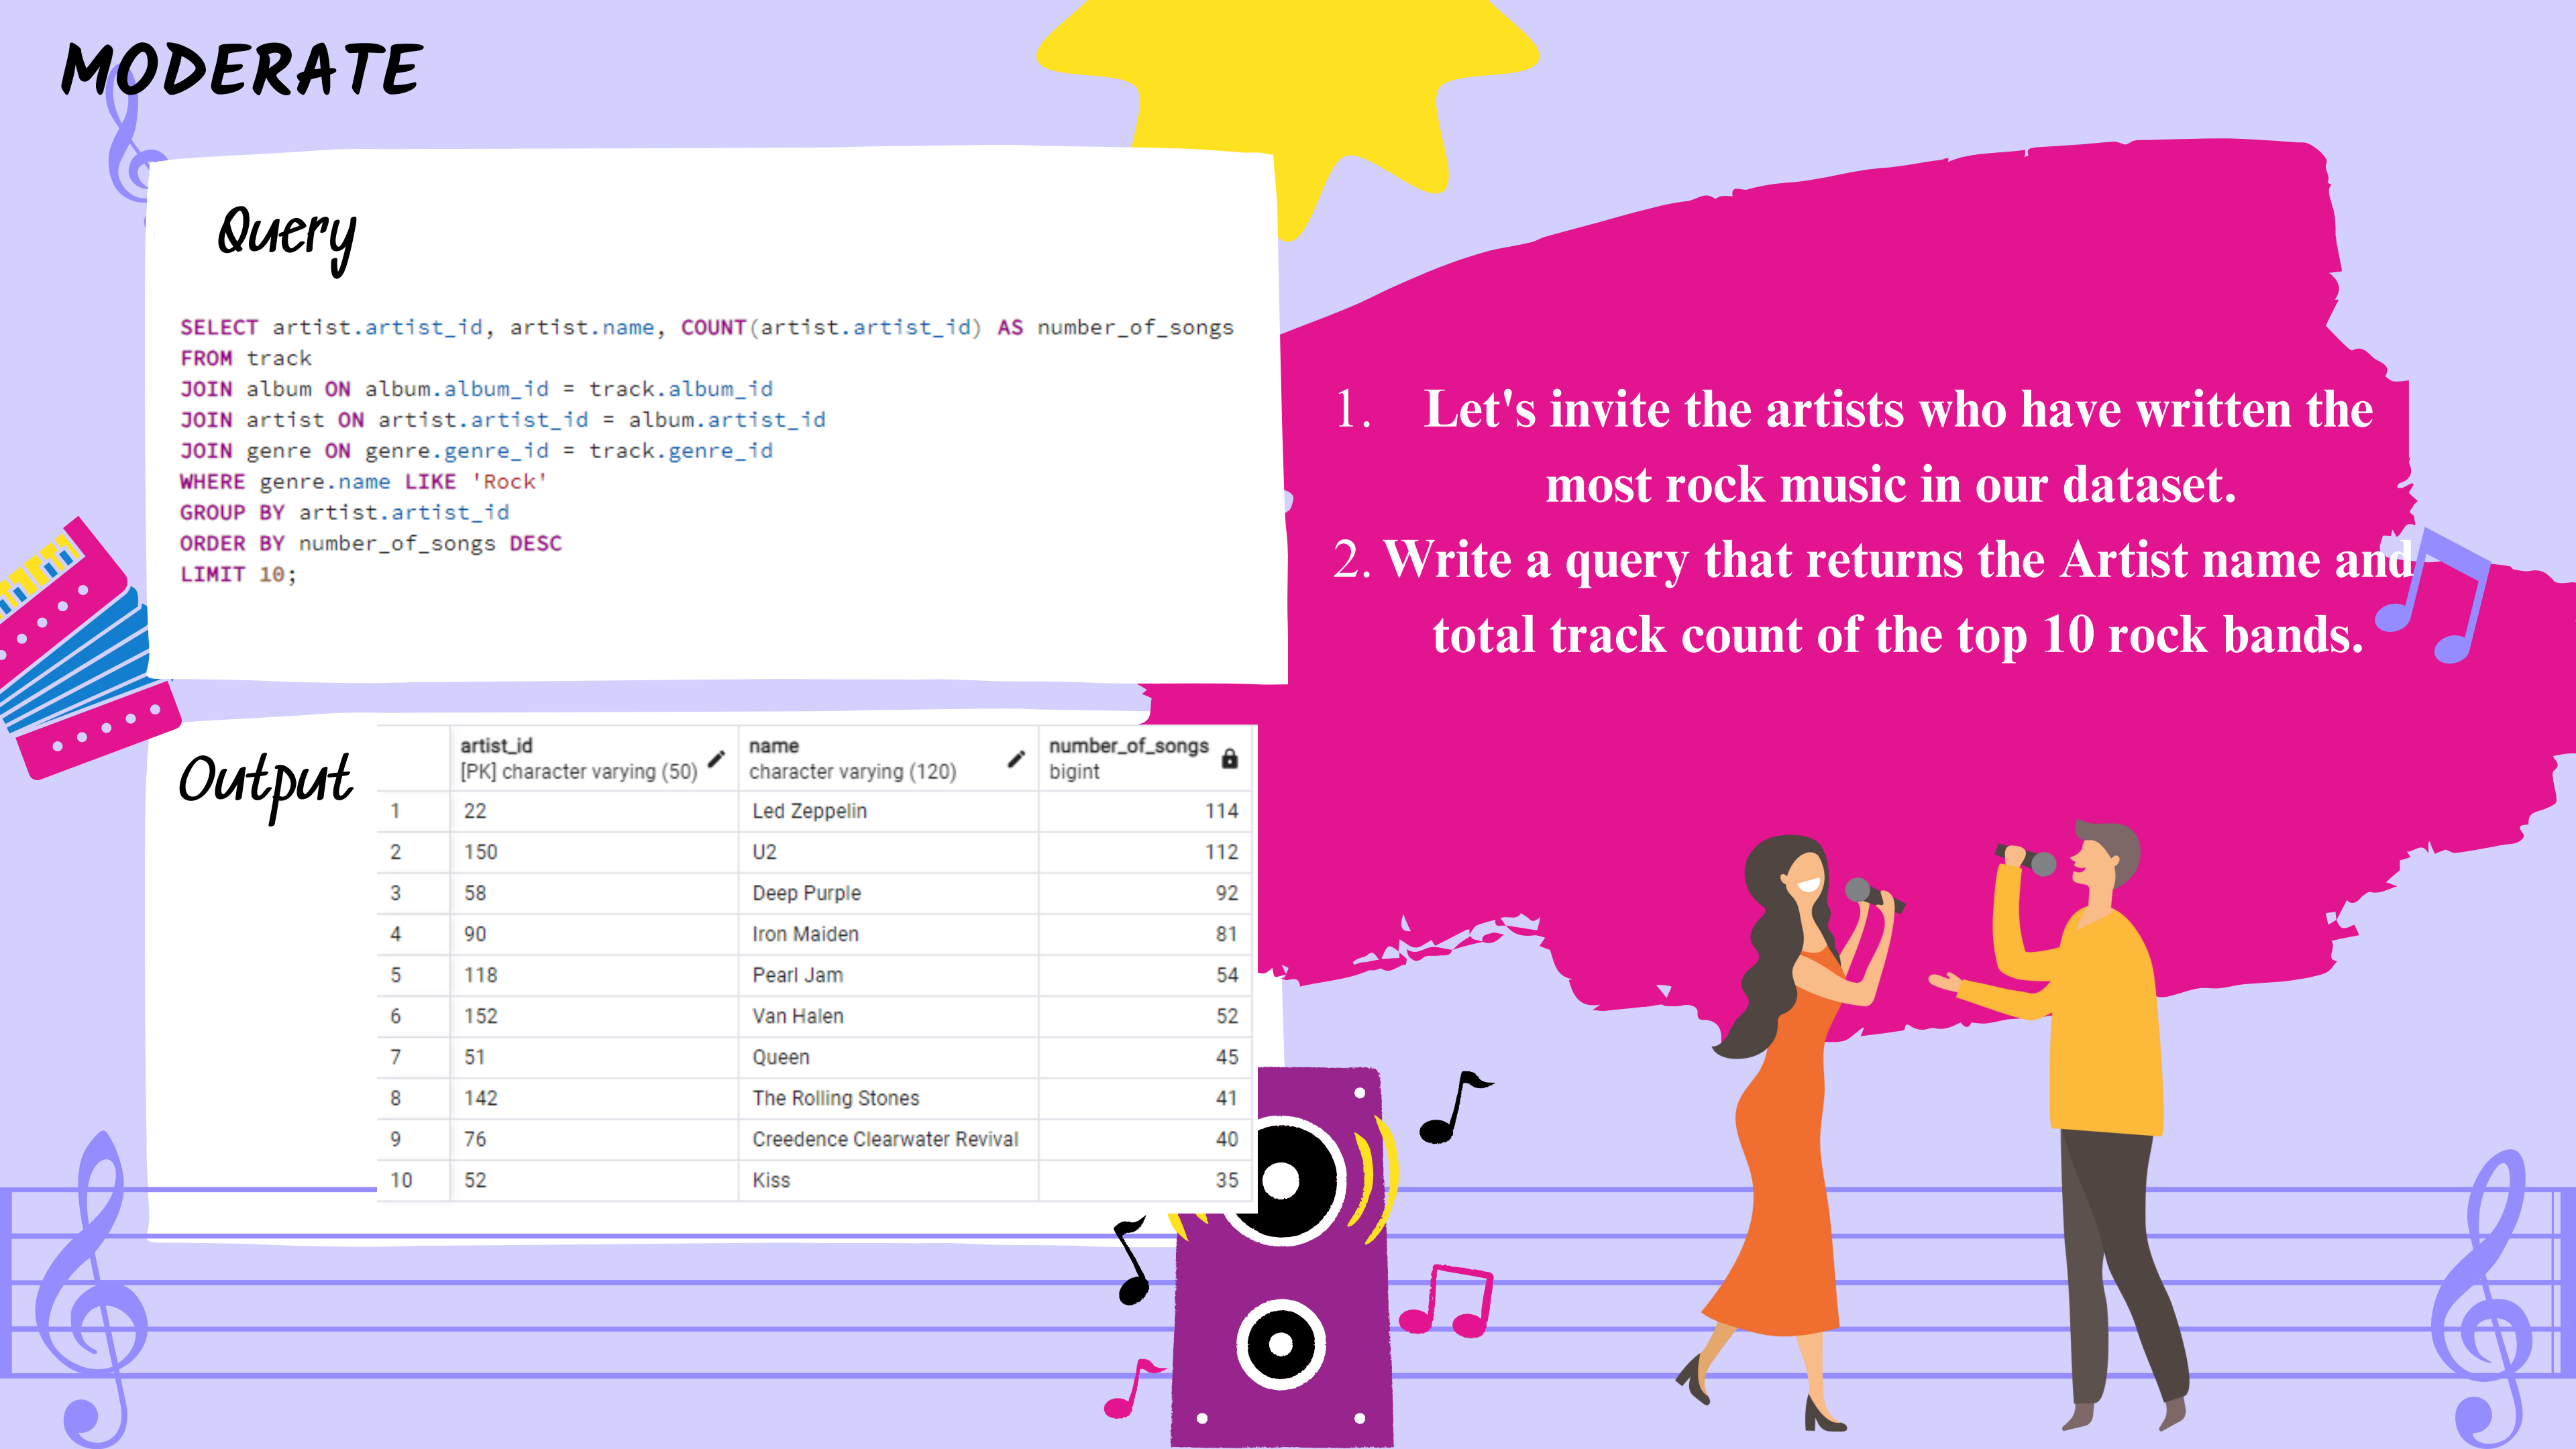 MODERATE
Query
SELECT artist.artist_id, artist.name, COUNT(artist.artist_id) AS number_of_songs
FROM track
JOIN album ON album.album_id = track.album_id
JOIN artist ON artist.artist_id = album.artist_id
JOIN genre ON genre.genre_id = track.genre_id
WHERE genre.name LIKE 'Rock'
GROUP BY artist.artist_id
ORDER BY number_of_songs DESC
LIMIT 10;
1. Let's invite the artists who have written the
most rock music in our dataset.
2. Write a query that returns the Artist name and
total track count of the top 10 rock bands.
Output
artist_id name number_of_songs
[PK] character varying (50) character varying (120) bigint
1 22 Led Zeppelin 114
2 150 U2 112
3 58 Deep Purple 92
4 90 Iron Maiden 81
5 118 Pearl Jam 54
6 152 Van Halen 52
7 51 Queen 45
8 142 The Rolling Stones 41
9 76 Creedence Clearwater Revival 40
10 52 Kiss 35